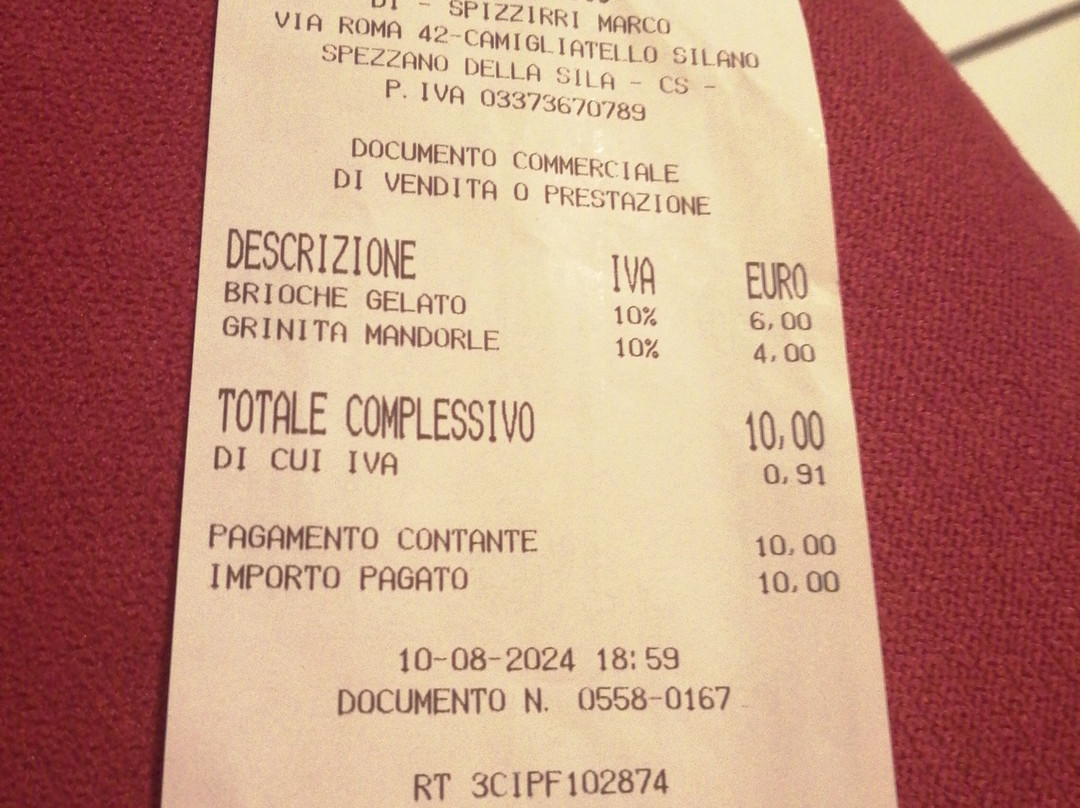 DI - SPIZZIRRI MARCO
VIA ROMA 42-CAMIGLIATELLO SILANO
SPEZZANO DELLA SILA - CS -
P. IVA 03373670789
DOCUMENTO COMMERCIALE
DI VENDITA O PRESTAZIONE
DESCRIZIONE IVA EURO
BRIOCHE GELATO 10% 6,00
GRINITA MANDORLE 10% 4,00
TOTALE COMPLESSIVO 10,00
DI CUI IVA 0,91
PAGAMENTO CONTANTE 10,00
IMPORTO PAGATO 10,00
10-08-2024 18:59
DOCUMENTO N. 0558-0167
RT 3CIPF102874